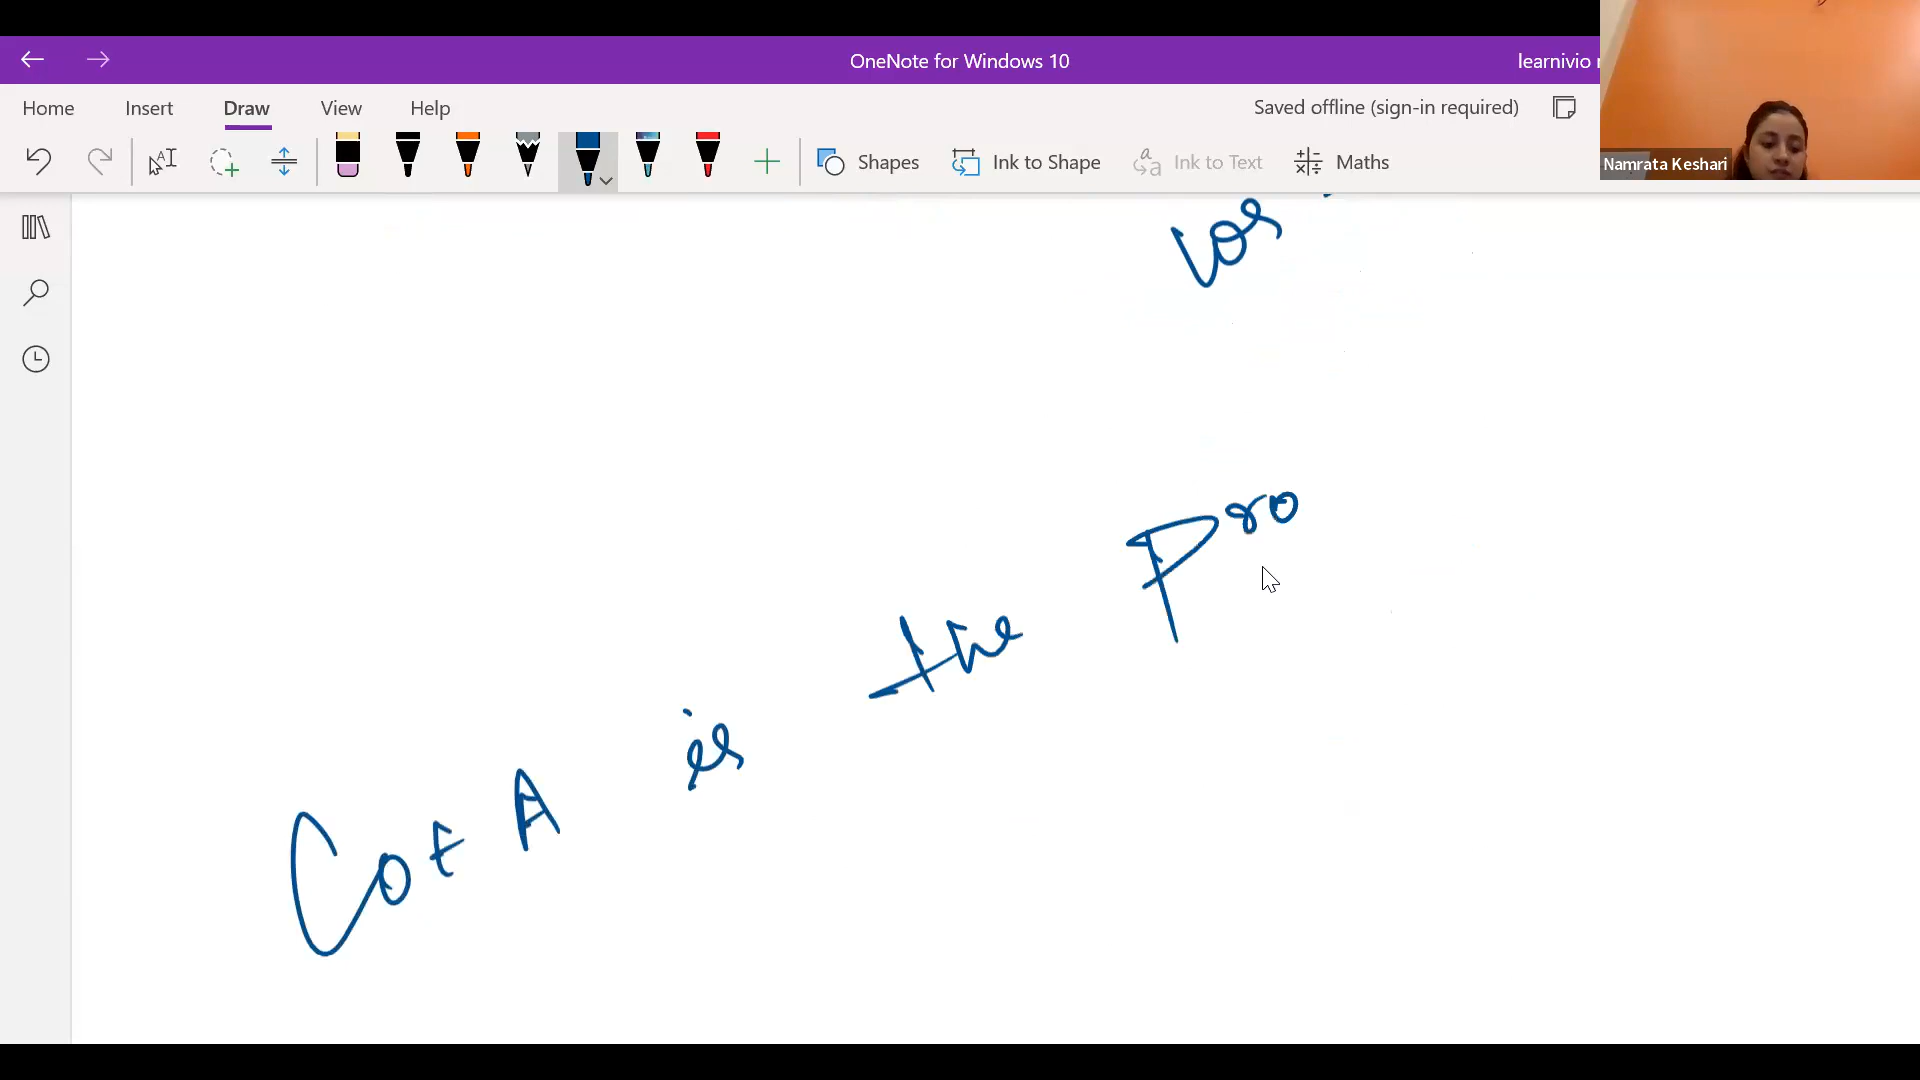 OneNote for Windows 10
learnivio
Home Insert Draw View Help
Saved offline (sign-in required)
Shapes Ink to Shape Ink to Text Maths
Namrata Keshari
Cos
Cot A is the Pro